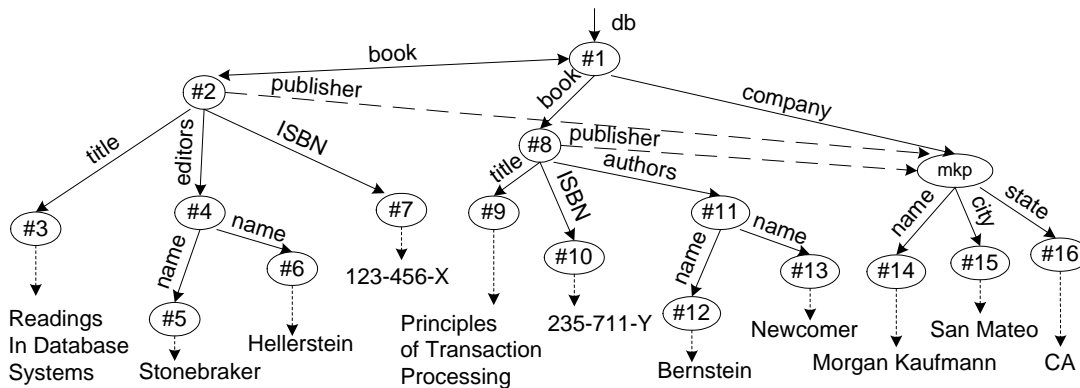 db
#1
book
#2
publisher
book
company
#8
publisher
mkp
title
editors
ISBN
title
ISBN
authors
name
city
state
#3
#4
#7
#9
#10
#11
name
name
#5
#6
name
name
#12
#13
#14
#15
#16
123-456-X
235-711-Y
Readings
In Database
Systems
Stonebraker
Hellerstein
Principles
of Transaction
Processing
Bernstein
Newcomer
Morgan Kaufmann
San Mateo
CA